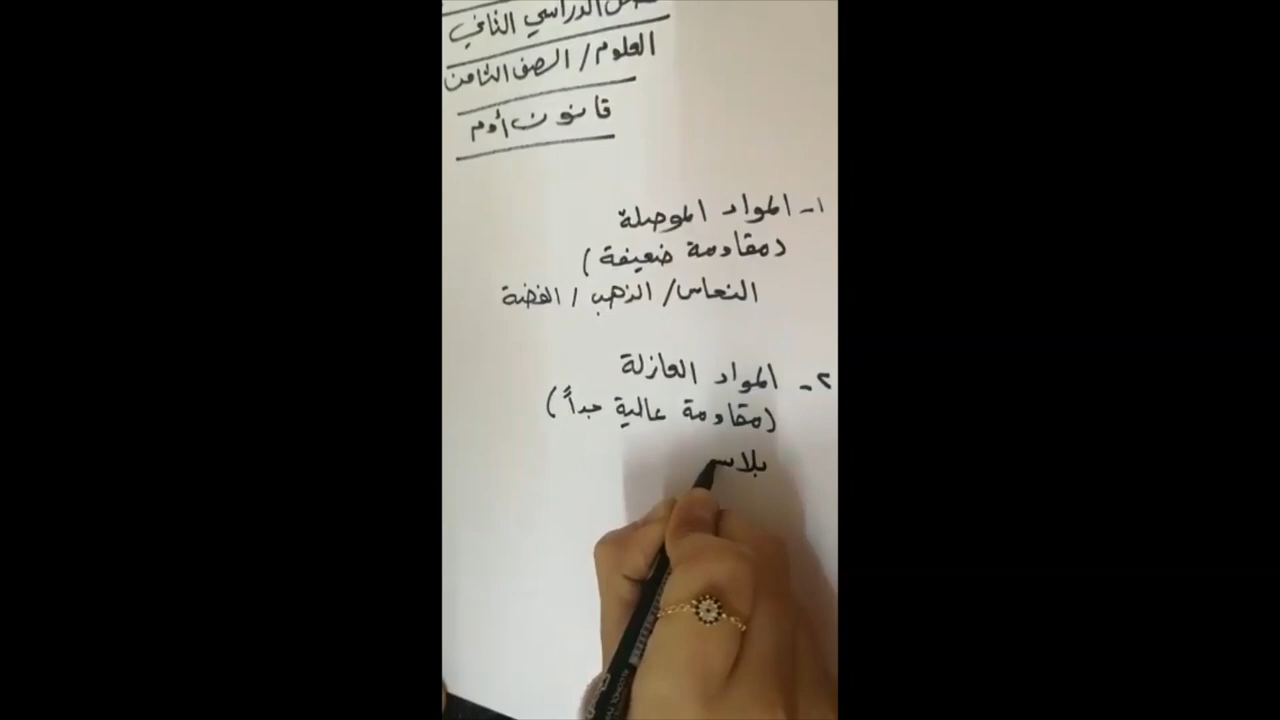 الدراسي الثاني
العلوم / الصف الثامن
قانون أوم
١- المواد الموصلة
(مقاومة ضعيفة)
النحاس / الذهب / الفضة
٢- المواد العازلة
(مقاومة عالية جداً)
بلاس